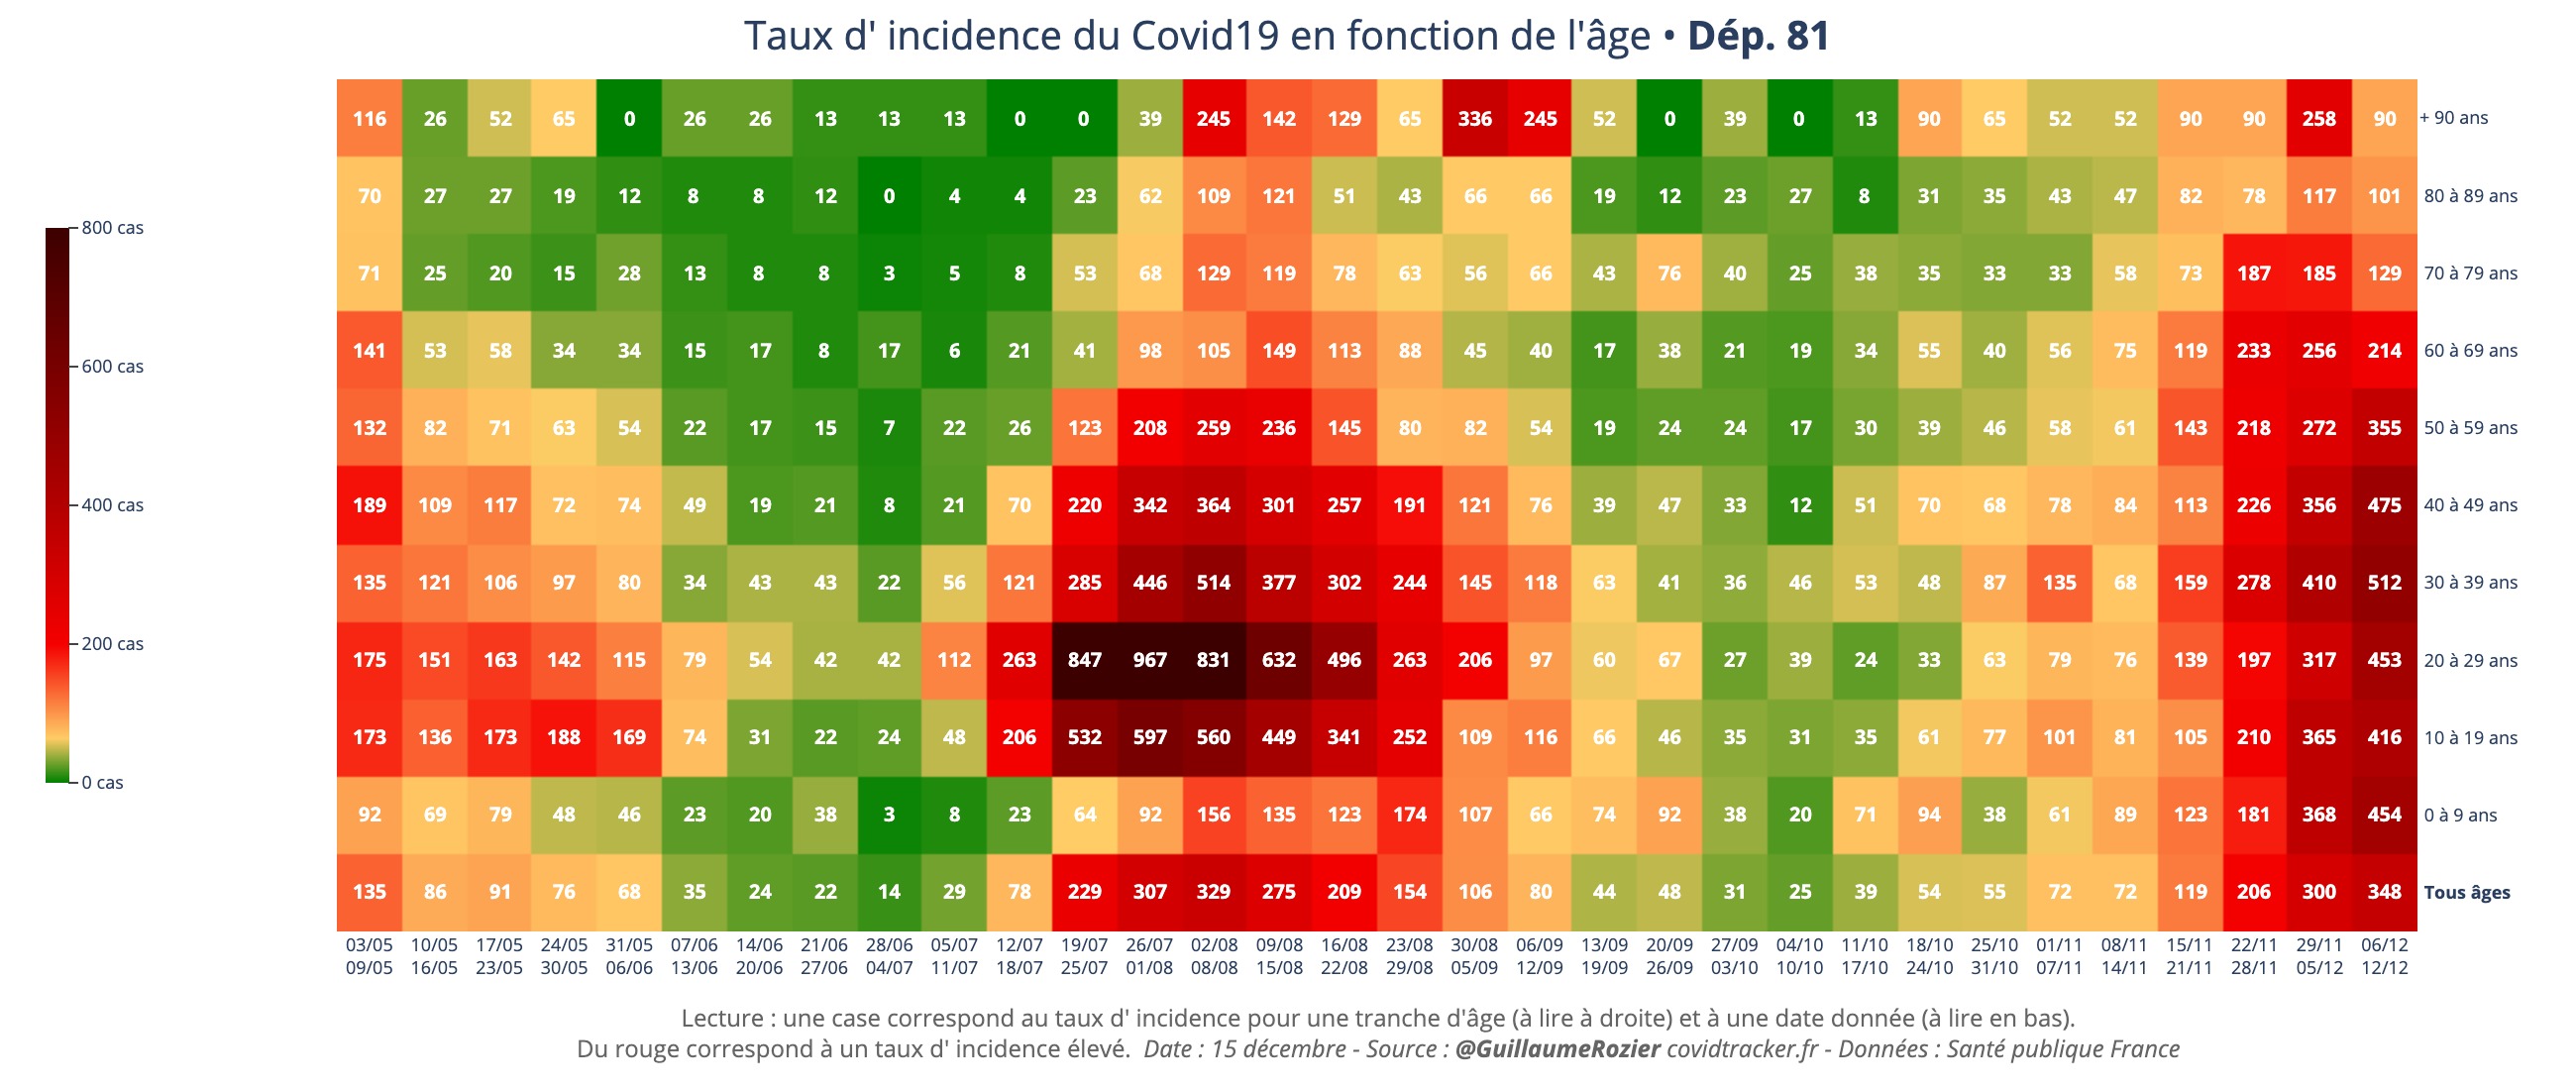 Taux d' incidence du Covid19 en fonction de l'âge • Dép. 81
116 26 52 65 0 26 26 13 13 13 0 0 39 245 142 129 65 336 245 52 0 39 0 13 90 65 52 52 90 90 258 90 + 90 ans
70 27 27 19 12 8 8 12 0 4 4 23 62 109 121 51 43 66 66 19 12 23 27 8 31 35 43 47 82 78 117 101 80 à 89 ans
800 cas
71 25 20 15 28 13 8 8 3 5 8 53 68 129 119 78 63 56 66 43 76 40 25 38 35 33 33 58 73 187 185 129 70 à 79 ans
141 53 58 34 34 15 17 8 17 6 21 41 98 105 149 113 88 45 40 17 38 21 19 34 55 40 56 75 119 233 256 214 60 à 69 ans
600 cas
132 82 71 63 54 22 17 15 7 22 26 123 208 259 236 145 80 82 54 19 24 24 17 30 39 46 58 61 143 218 272 355 50 à 59 ans
400 cas
189 109 117 72 74 49 19 21 8 21 70 220 342 364 301 257 191 121 76 39 47 33 12 51 70 68 78 84 113 226 356 475 40 à 49 ans
135 121 106 97 80 34 43 43 22 56 121 285 446 514 377 302 244 145 118 63 41 36 46 53 48 87 135 68 159 278 410 512 30 à 39 ans
200 cas
175 151 163 142 115 79 54 42 42 112 263 847 967 831 632 496 263 206 97 60 67 27 39 24 33 63 79 76 139 197 317 453 20 à 29 ans
173 136 173 188 169 74 31 22 24 48 206 532 597 560 449 341 252 109 116 66 46 35 31 35 61 77 101 81 105 210 365 416 10 à 19 ans
0 cas
92 69 79 48 46 23 20 38 3 8 23 64 92 156 135 123 174 107 66 74 92 38 20 71 94 38 61 89 123 181 368 454 0 à 9 ans
135 86 91 76 68 35 24 22 14 29 78 229 307 329 275 209 154 106 80 44 48 31 25 39 54 55 72 72 119 206 300 348 Tous âges
03/05 10/05 17/05 24/05 31/05 07/06 14/06 21/06 28/06 05/07 12/07 19/07 26/07 02/08 09/08 16/08 23/08 30/08 06/09 13/09 20/09 27/09 04/10 11/10 18/10 25/10 01/11 08/11 15/11 22/11 29/11 06/12
09/05 16/05 23/05 30/05 06/06 13/06 20/06 27/06 04/07 11/07 18/07 25/07 01/08 08/08 15/08 22/08 29/08 05/09 12/09 19/09 26/09 03/10 10/10 17/10 24/10 31/10 07/11 14/11 21/11 28/11 05/12 12/12
Lecture : une case correspond au taux d' incidence pour une tranche d'âge (à lire à droite) et à une date donnée (à lire en bas).
Du rouge correspond à un taux d' incidence élevé. Date : 15 décembre - Source : @GuillaumeRozier covidtracker.fr - Données : Santé publique France